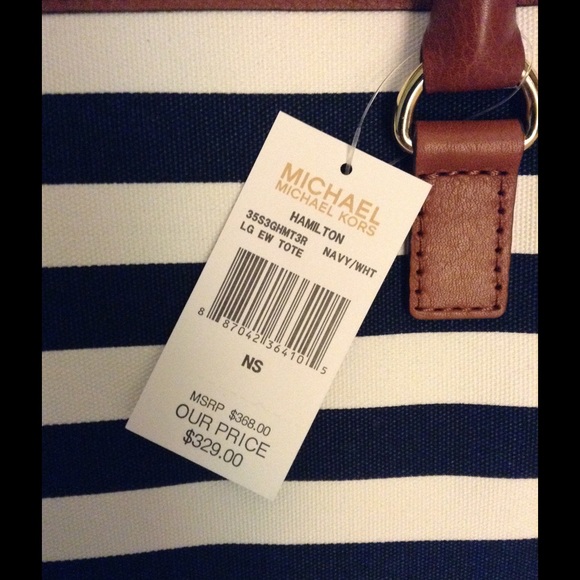 MICHAEL
MICHAEL KORS
HAMILTON
35S3GHMT3R NAVY/WHT
LG EW TOTE
8 87042 36410 5
NS
MSRP $368.00
OUR PRICE
$329.00